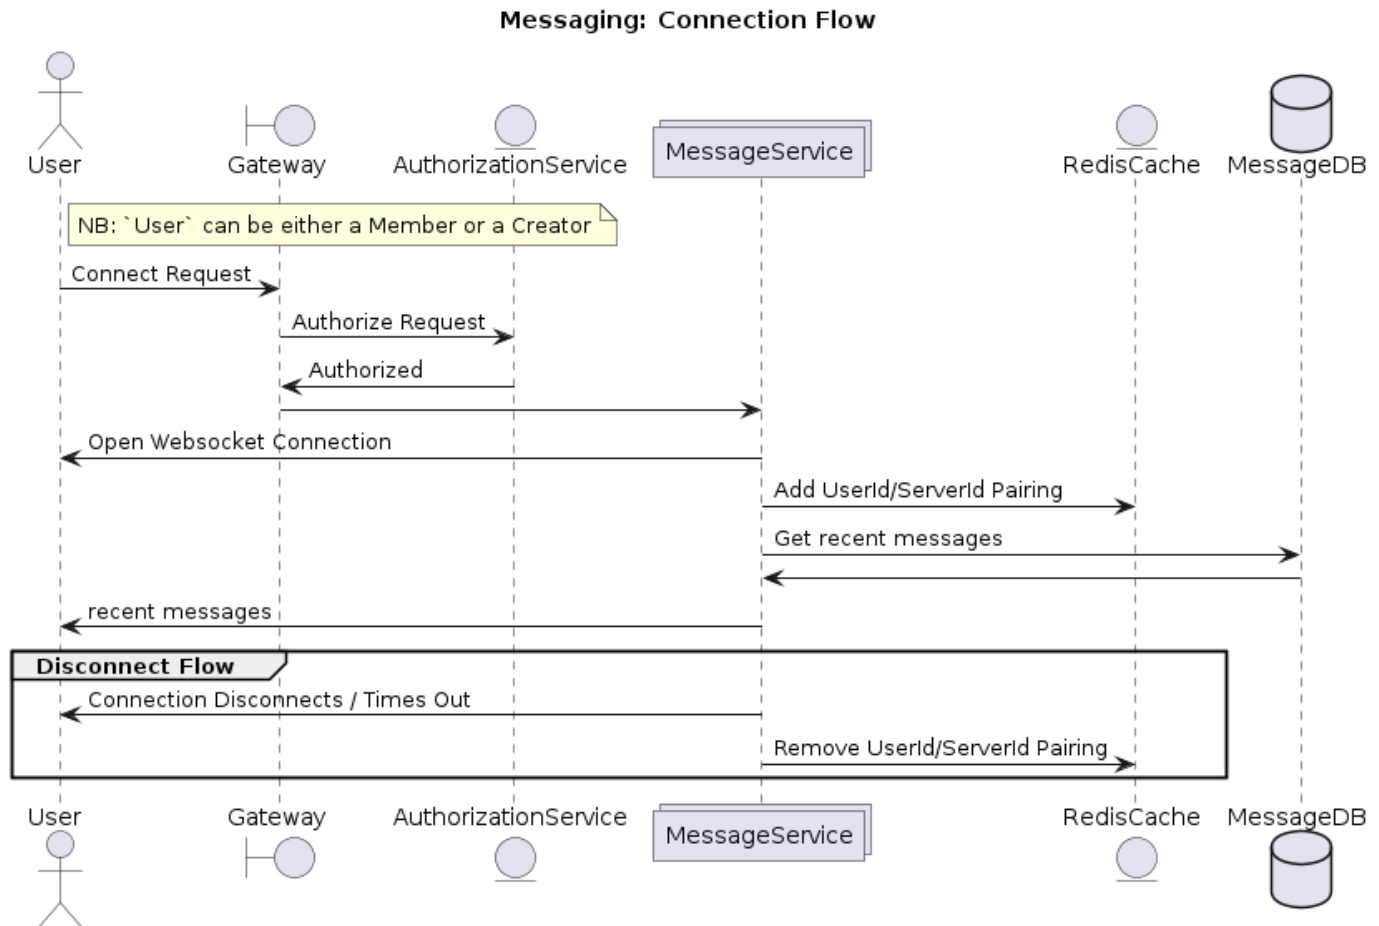 Messaging: Connection Flow
User
Gateway
AuthorizationService
MessageService
RedisCache
MessageDB
NB: `User` can be either a Member or a Creator
Connect Request
Authorize Request
Authorized
Open Websocket Connection
Add UserId/ServerId Pairing
Get recent messages
recent messages
Disconnect Flow
Connection Disconnects / Times Out
Remove UserId/ServerId Pairing
User
Gateway
AuthorizationService
MessageService
RedisCache
MessageDB